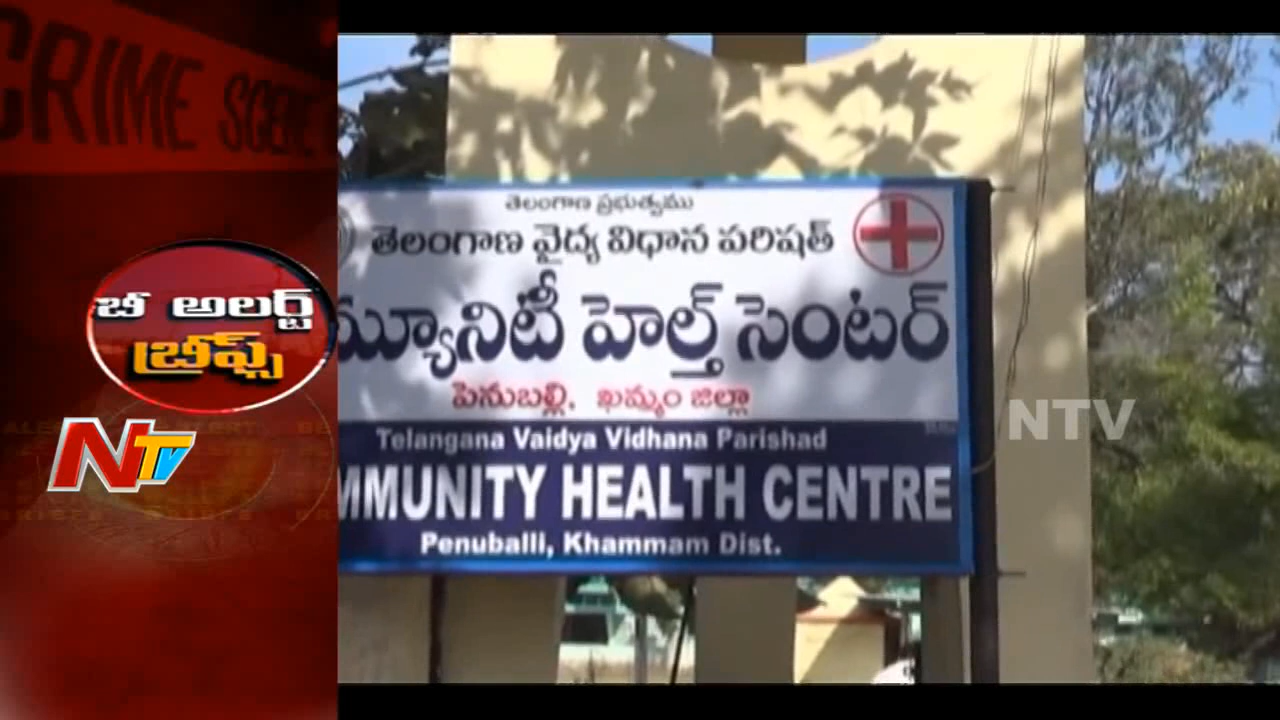 CRIME SCENE
బీ అలర్ట్
బ్రీఫ్స్
NTV
తెలంగాణ ప్రభుత్వము
తెలంగాణ వైద్య విధాన పరిషత్
మ్యూనిటీ హెల్త్ సెంటర్
పెనుబల్లి, ఖమ్మం జిల్లా
Telangana Vaidya Vidhana Parishad
MMUNITY HEALTH CENTRE
Penuballi, Khammam Dist.
NTV